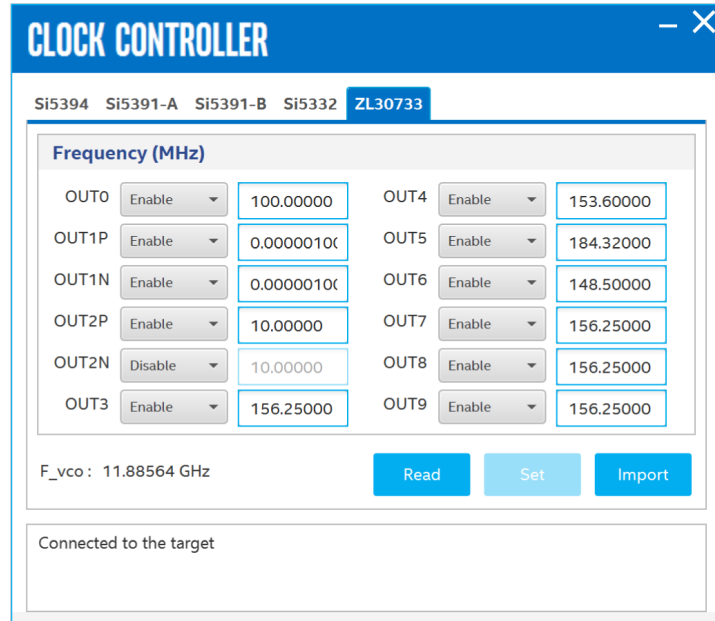 CLOCK CONTROLLER
Si5394 Si5391-A Si5391-B Si5332 ZL30733
Frequency (MHz)
OUT0 Enable 100.00000 OUT4 Enable 153.60000
OUT1P Enable 0.0000010( OUT5 Enable 184.32000
OUT1N Enable 0.0000010( OUT6 Enable 148.50000
OUT2P Enable 10.00000 OUT7 Enable 156.25000
OUT2N Disable 10.00000 OUT8 Enable 156.25000
OUT3 Enable 156.25000 OUT9 Enable 156.25000
F_vco : 11.88564 GHz Read Set Import
Connected to the target